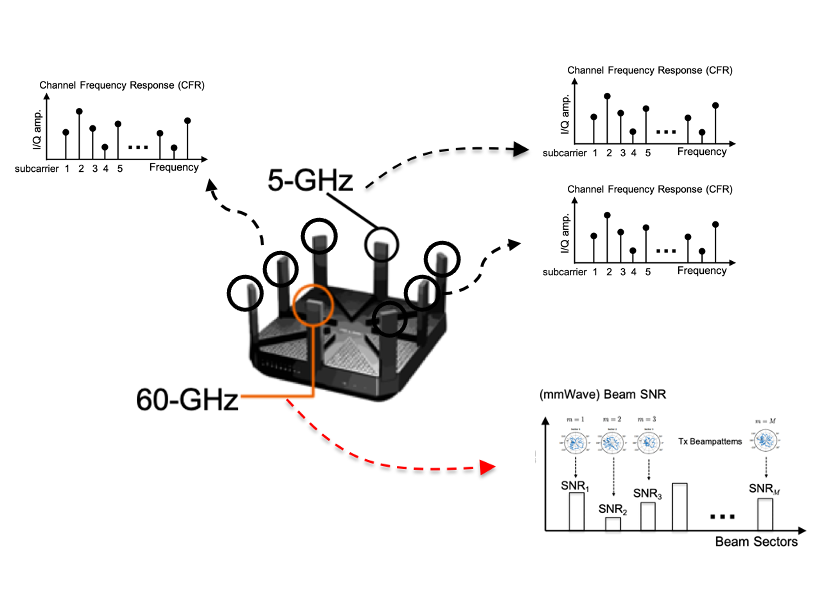 Channel Frequency Response (CFR)
I/Q amp.
subcarrier 1 2 3 4 5 Frequency
5-GHz
Channel Frequency Response (CFR)
I/Q amp.
subcarrier 1 2 3 4 5 Frequency
Channel Frequency Response (CFR)
I/Q amp.
subcarrier 1 2 3 4 5 Frequency
60-GHz
(mmWave) Beam SNR
m = 1 m = 2 m = 3 m = M
Tx Beampatterns
SNR1 SNR2 SNR3 SNRM
Beam Sectors